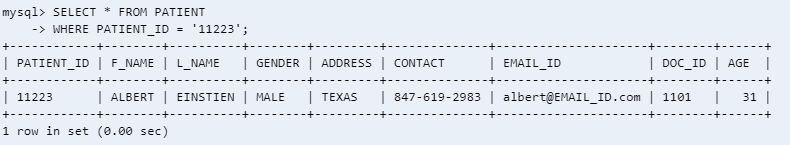 mysql> SELECT * FROM PATIENT
    -> WHERE PATIENT_ID = '11223';
+------------+--------+----------+--------+---------+--------------+--------------------+--------+------+
| PATIENT_ID | F_NAME | L_NAME   | GENDER | ADDRESS | CONTACT      | EMAIL_ID           | DOC_ID | AGE  |
+------------+--------+----------+--------+---------+--------------+--------------------+--------+------+
| 11223      | ALBERT | EINSTIEN | MALE   | TEXAS   | 847-619-2983 | albert@EMAIL_ID.com | 1101   |   31 |
+------------+--------+----------+--------+---------+--------------+--------------------+--------+------+
1 row in set (0.00 sec)